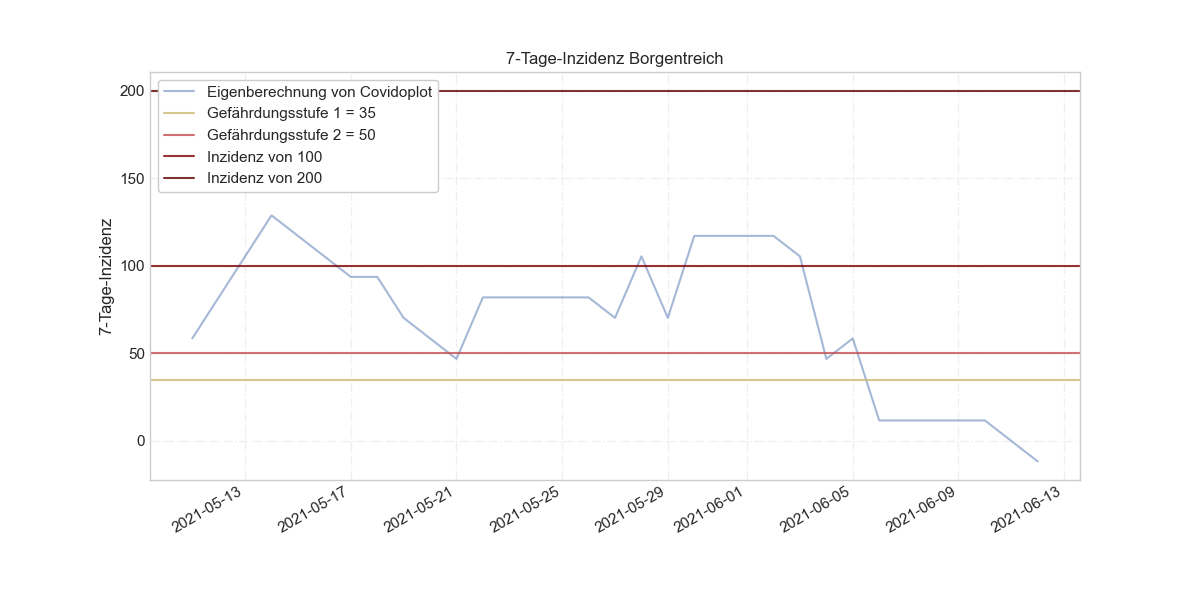 7-Tage-Inzidenz Borgentreich
Eigenberechnung von Covidoplot
Gefährdungsstufe 1 = 35
Gefährdungsstufe 2 = 50
Inzidenz von 100
Inzidenz von 200
7-Tage-Inzidenz
200
150
100
50
0
2021-05-13
2021-05-17
2021-05-21
2021-05-25
2021-05-29
2021-06-01
2021-06-05
2021-06-09
2021-06-13